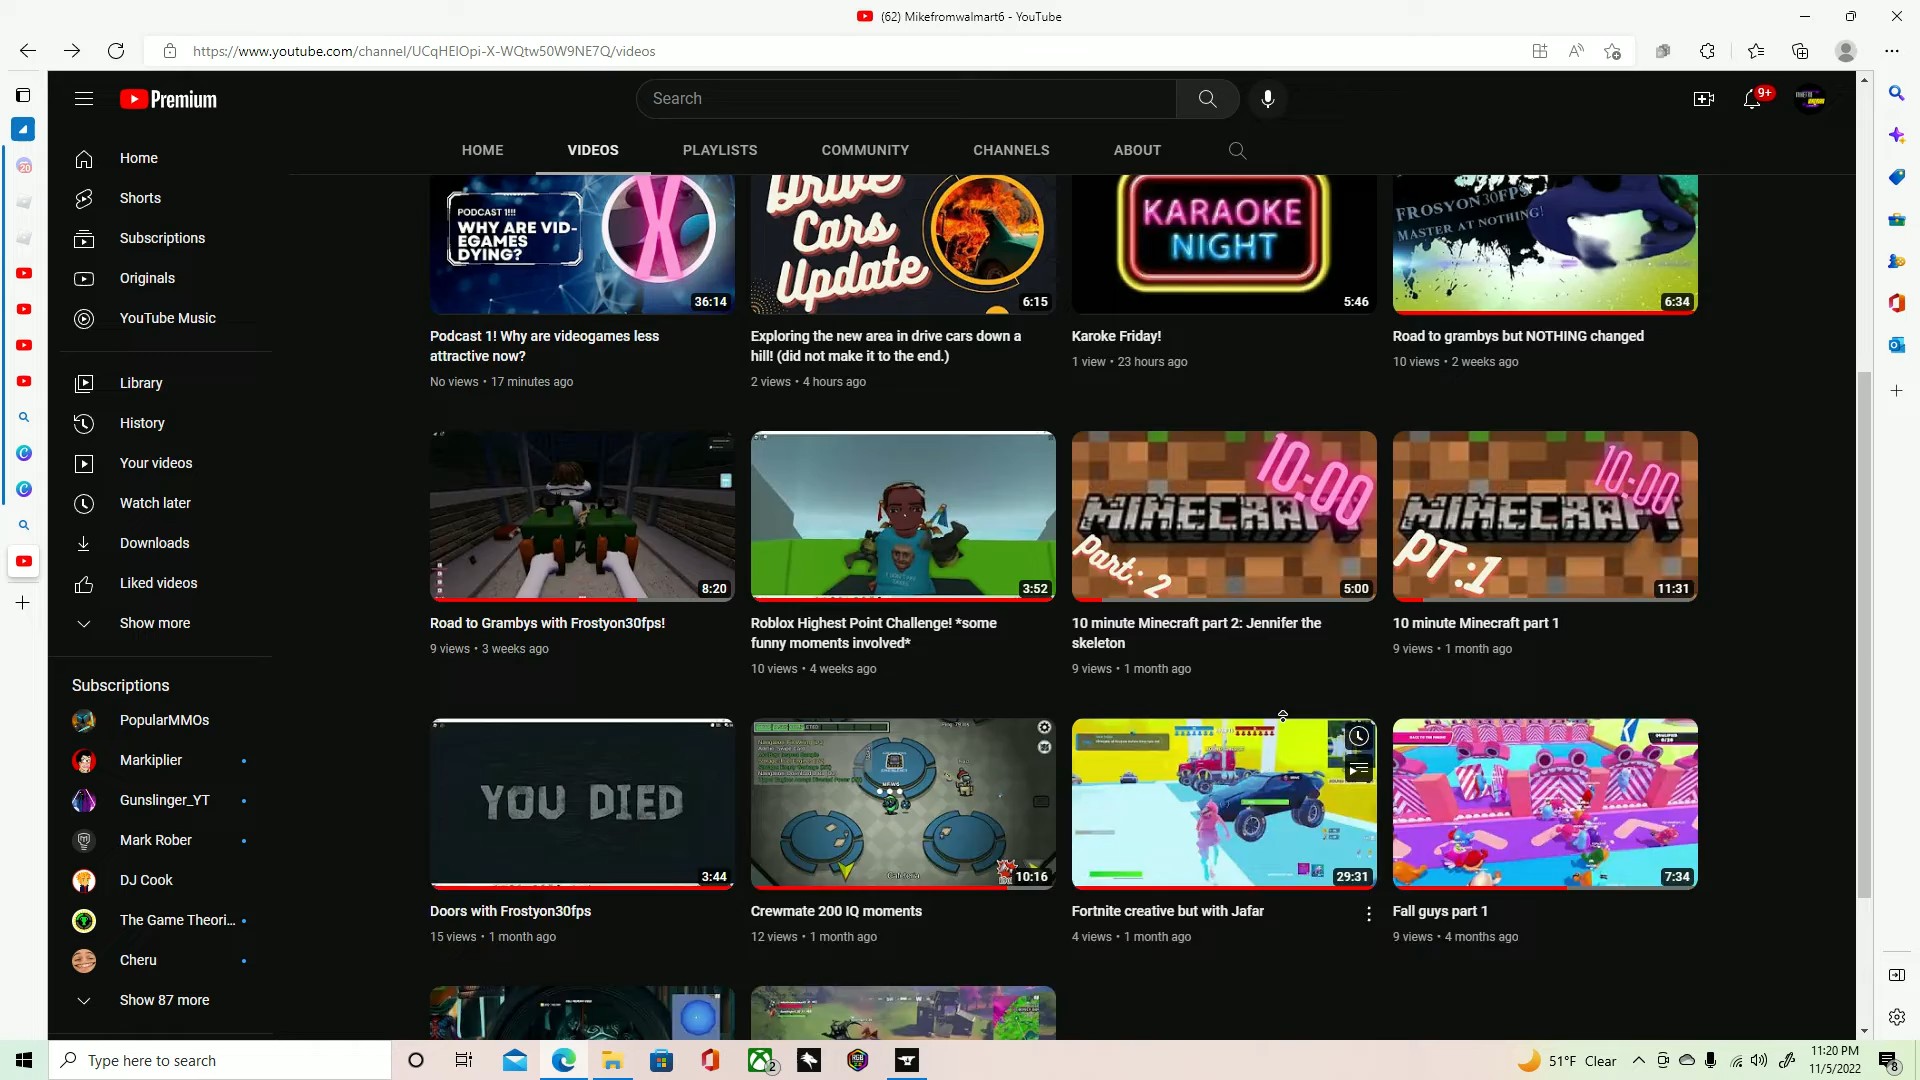 (62) Mikefromwalmart6 - YouTube
https://www.youtube.com/channel/UCqHEIOpi-X-WQtw50W9NE7Q/videos
Premium
Search
9+
HOME
VIDEOS
PLAYLISTS
COMMUNITY
CHANNELS
ABOUT
Home
Shorts
Subscriptions
Originals
YouTube Music
Library
History
Your videos
Watch later
Downloads
Liked videos
Show more
Subscriptions
PopularMMOs
Markiplier
Gunslinger_YT
Mark Rober
DJ Cook
The Game Theori...
Cheru
Show 87 more
PODCAST 1!!!
WHY ARE VID-
EGAMES
DYING?
36:14
Podcast 1! Why are videogames less
attractive now?
No views • 17 minutes ago
Drive
Cars
Update
6:15
Exploring the new area in drive cars down a
hill! (did not make it to the end.)
2 views • 4 hours ago
KARAOKE
NIGHT
5:46
Karoke Friday!
1 view • 23 hours ago
FROSYON30FPS
MASTER AT NOTHING!
6:34
Road to grambys but NOTHING changed
10 views • 2 weeks ago
8:20
Road to Grambys with Frostyon30fps!
9 views • 3 weeks ago
3:52
Roblox Highest Point Challenge! *some
funny moments involved*
10 views • 4 weeks ago
10:00
MINECRAFT
part: 2
5:00
10 minute Minecraft part 2: Jennifer the
skeleton
9 views • 1 month ago
10:00
MINECRAFT
PT:1
11:31
10 minute Minecraft part 1
9 views • 1 month ago
YOU DIED
3:44
Doors with Frostyon30fps
15 views • 1 month ago
Cafeteria
10:16
Crewmate 200 IQ moments
12 views • 1 month ago
29:31
Fortnite creative but with Jafar
4 views • 1 month ago
7:34
Fall guys part 1
9 views • 4 months ago
Type here to search
2
51°F Clear
11:20 PM
11/5/2022
8